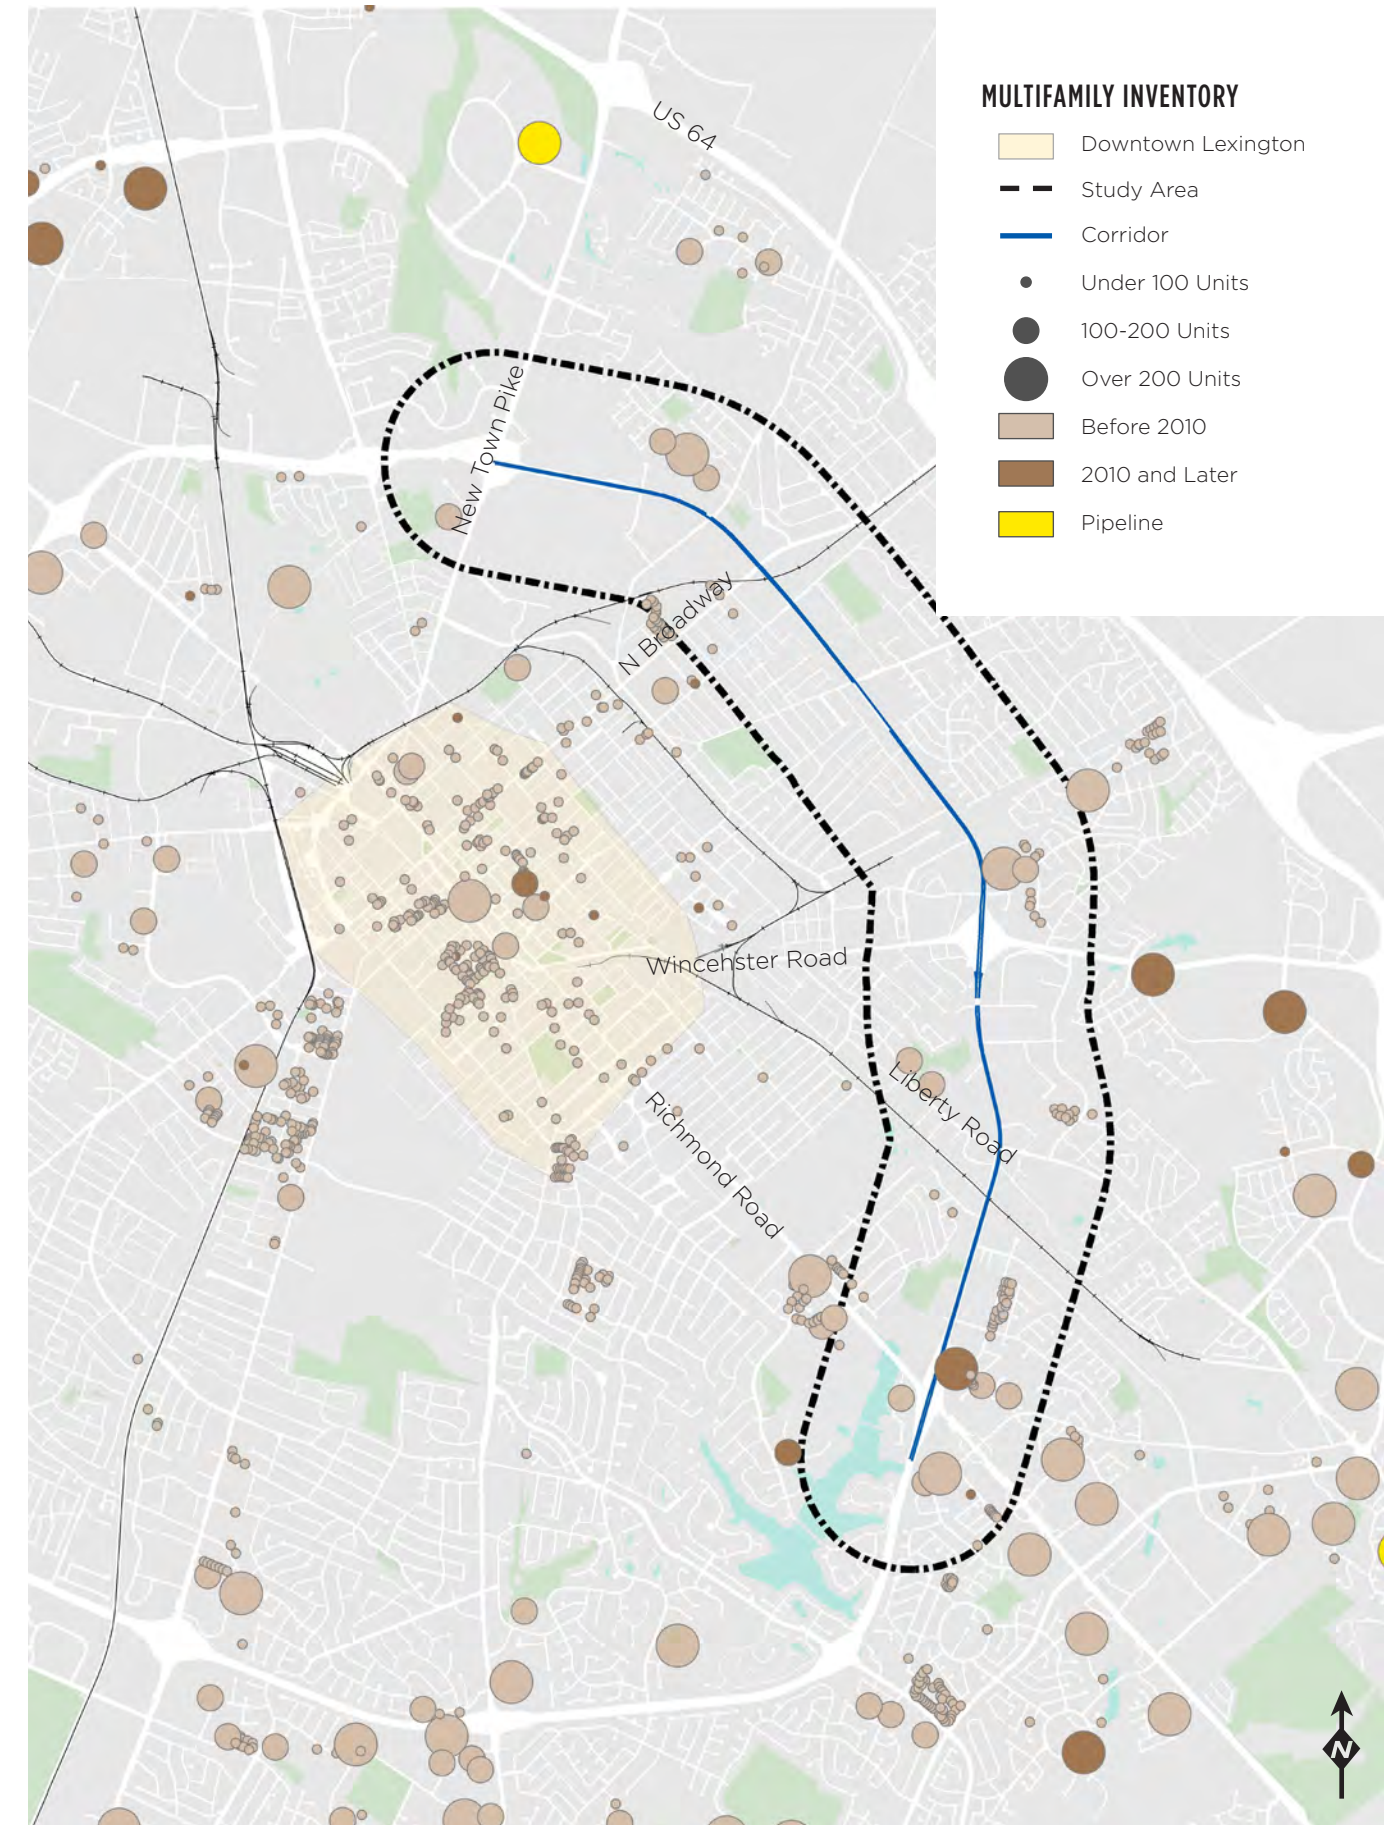 MULTIFAMILY INVENTORY
Downtown Lexington
Study Area
Corridor
Under 100 Units
100-200 Units
Over 200 Units
Before 2010
2010 and Later
Pipeline
US 64
New Town Pike
N Broadway
Wincehster Road
Liberty Road
Richmond Road
N